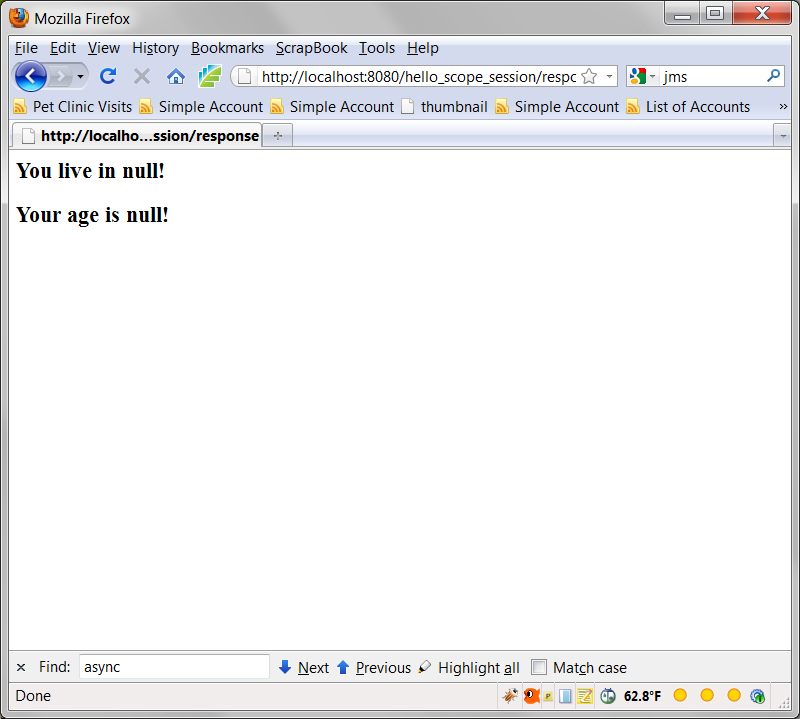 Mozilla Firefox
File Edit View History Bookmarks ScrapBook Tools Help
http://localhost:8080/hello_scope_session/respo jms
Pet Clinic Visits Simple Account Simple Account thumbnail Simple Account List of Accounts »
http://localho...ssion/response
You live in null!
Your age is null!
× Find: async Next Previous Highlight all Match case
Done P 62.8°F